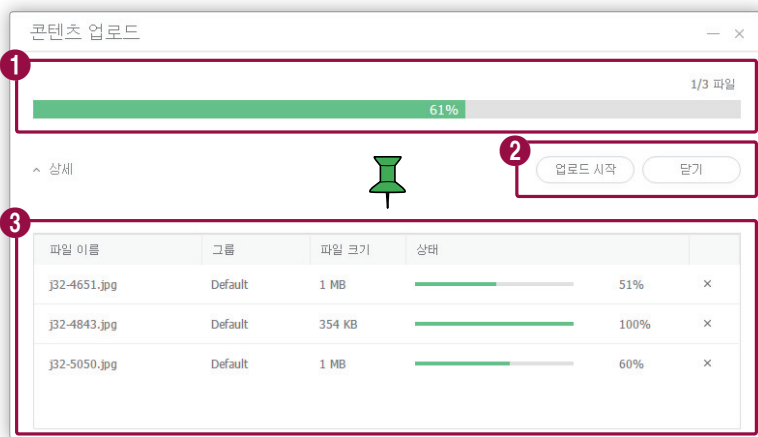 콘텐츠 업로드
1
1/3 파일
61%
2
상세
업로드 시작
닫기
3
파일 이름 그룹 파일 크기 상태
j32-4651.jpg Default 1 MB 51%
j32-4843.jpg Default 354 KB 100%
j32-5050.jpg Default 1 MB 60%